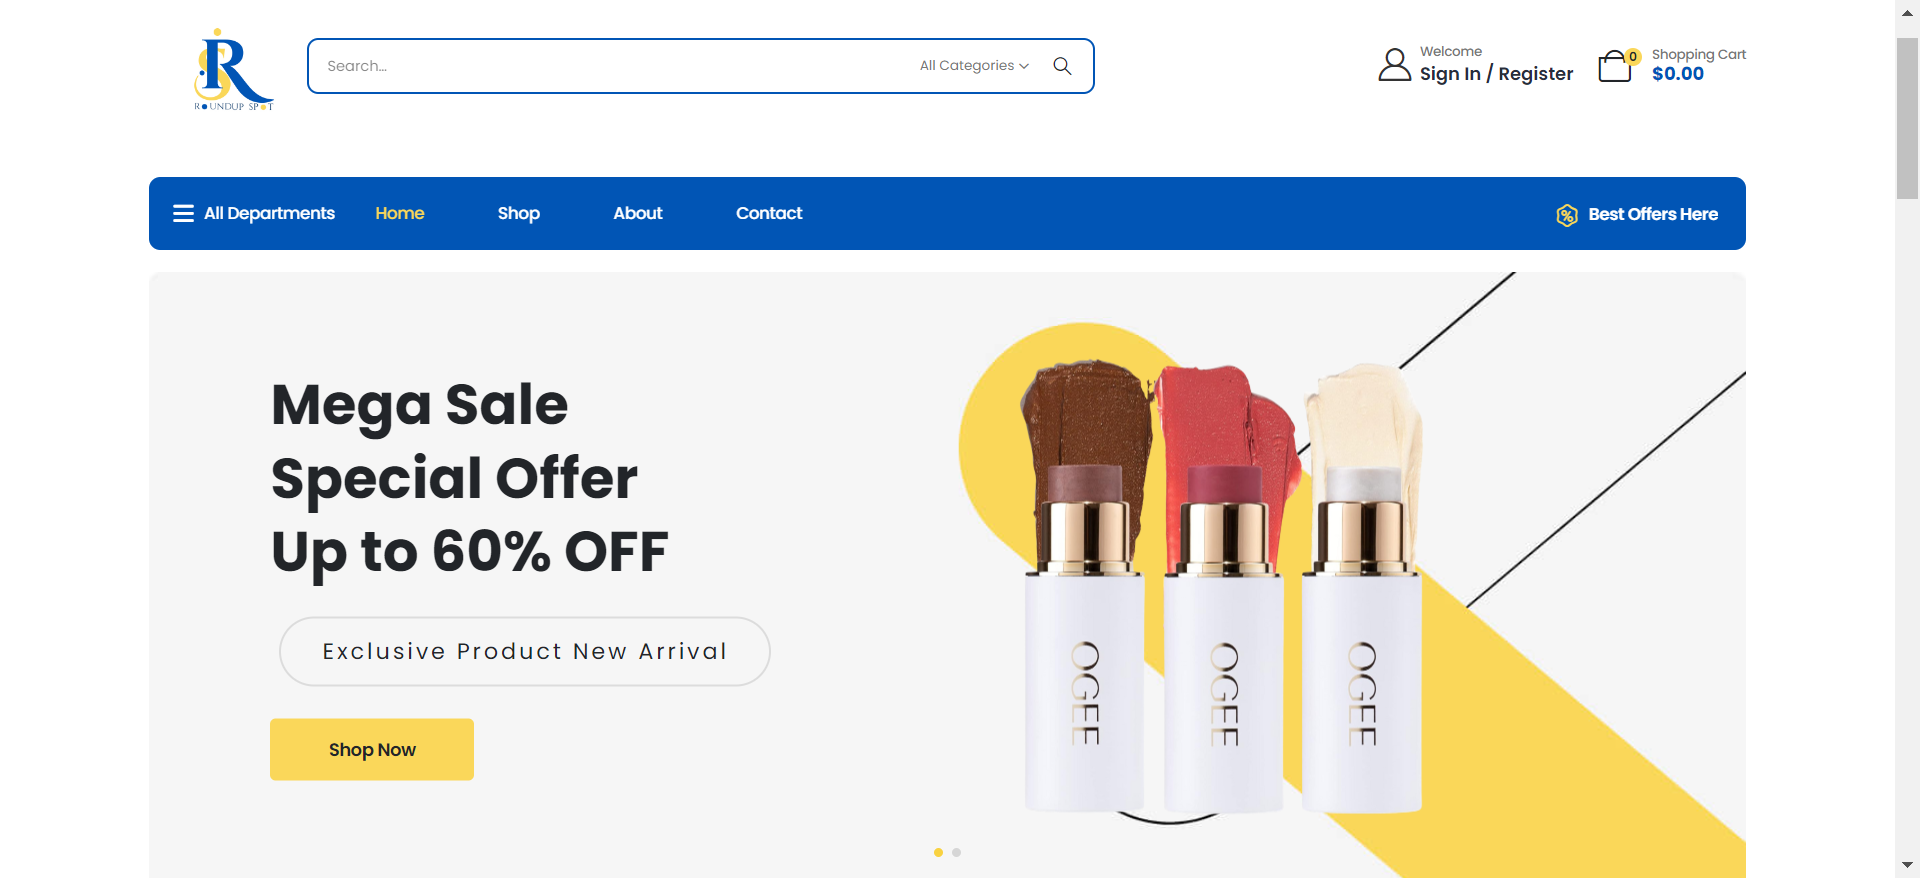 ROUNDUP SPOT
Search...
All Categories
Welcome
Sign In / Register
0
Shopping Cart
$0.00
All Departments
Home
Shop
About
Contact
Best Offers Here
Mega Sale
Special Offer
Up to 60% OFF
Exclusive Product New Arrival
Shop Now
OGEE
OGEE
OGEE